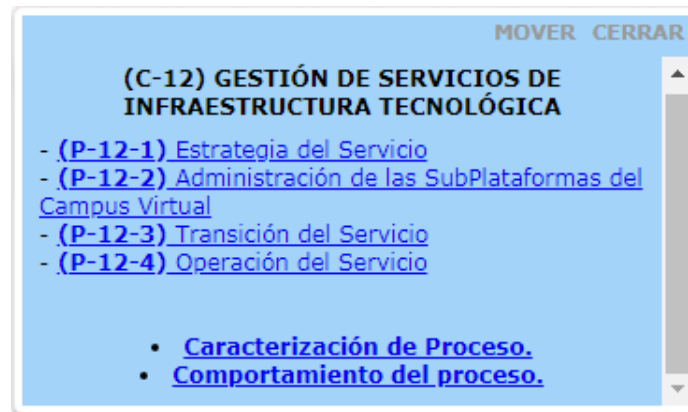 MOVER CERRAR
(C-12) GESTIÓN DE SERVICIOS DE
INFRAESTRUCTURA TECNOLÓGICA
- (P-12-1) Estrategia del Servicio
- (P-12-2) Administración de las SubPlataformas del
Campus Virtual
- (P-12-3) Transición del Servicio
- (P-12-4) Operación del Servicio
• Caracterización de Proceso.
• Comportamiento del proceso.